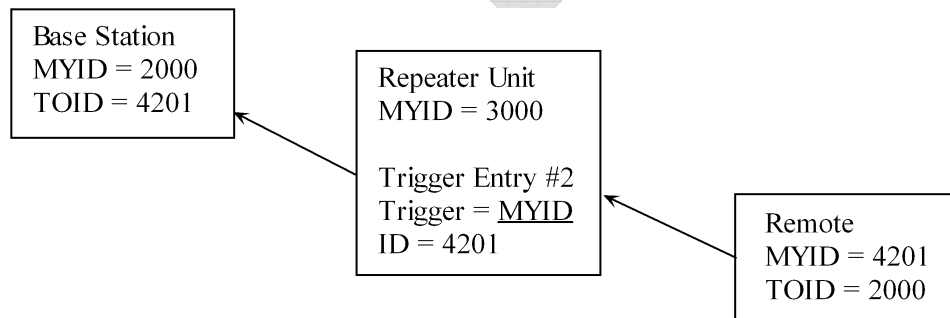 Base Station
MYID = 2000
TOID = 4201
Repeater Unit
MYID = 3000
Trigger Entry #2
Trigger = MYID
ID = 4201
Remote
MYID = 4201
TOID = 2000